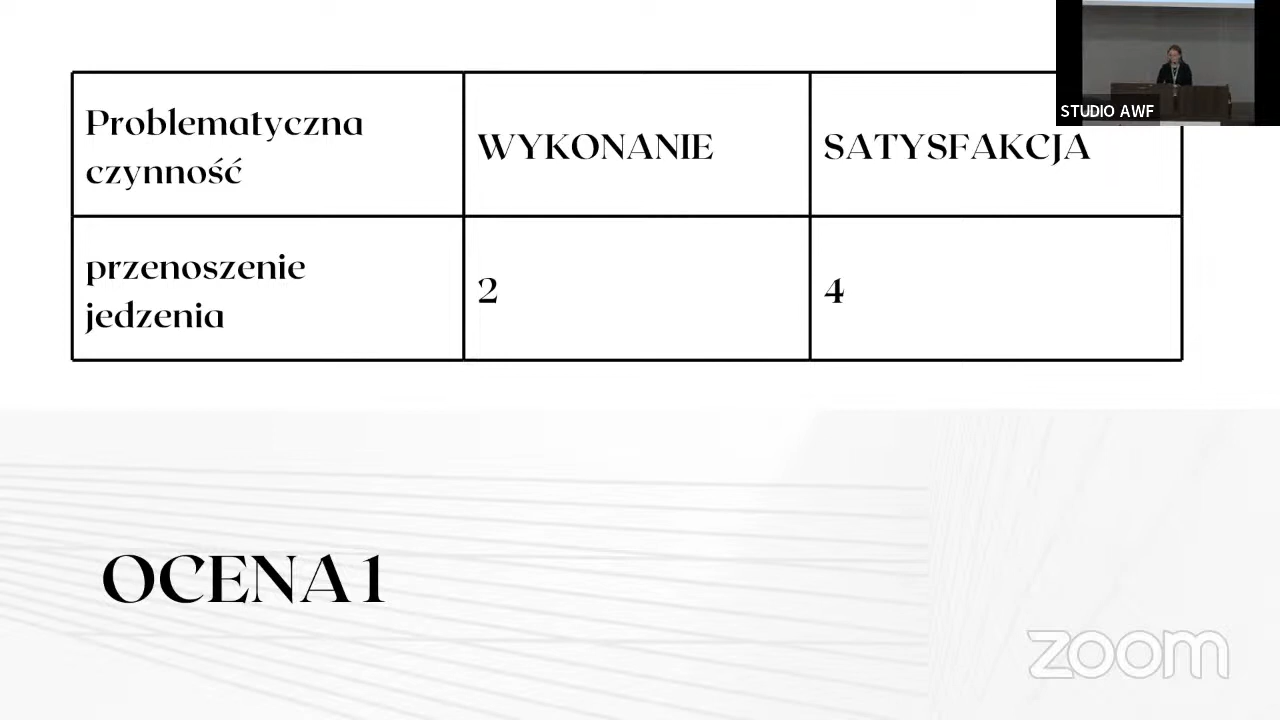 Problematyczna
czynność
WYKONANIE
SATYSFAKCJA
przenoszenie
jedzenia
2
4
OCENA 1
STUDIO AWF
zoom